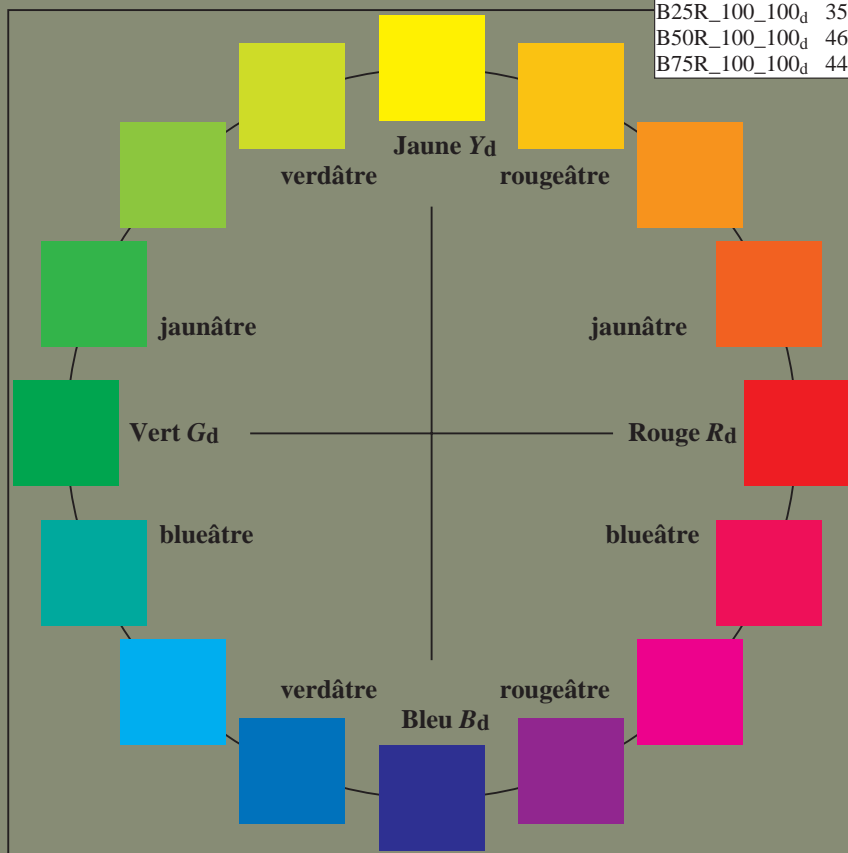 B25R_100_100d 35
B50R_100_100d 46
B75R_100_100d 44
Jaune Yd
verdâtre rougeâtre
jaunâtre jaunâtre
Vert Gd Rouge Rd
blueâtre blueâtre
verdâtre rougeâtre
Bleu Bd